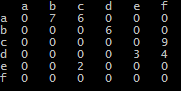 a b c d e f
a 0 7 6 0 0 0
b 0 0 0 6 0 0
c 0 0 0 0 0 9
d 0 0 0 0 3 4
e 0 0 2 0 0 0
f 0 0 0 0 0 0